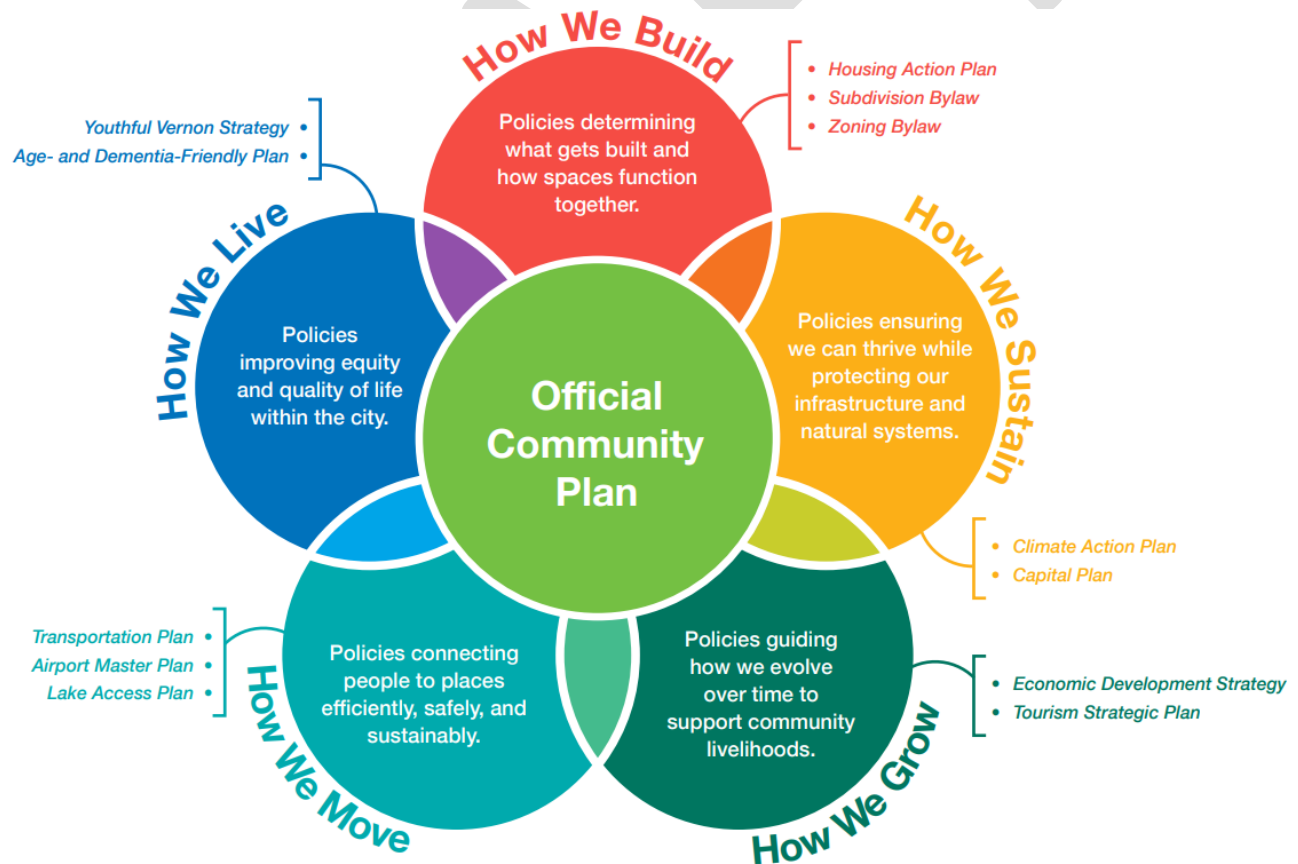 How We Build
Policies determining
what gets built and
how spaces function
together.
• Housing Action Plan
• Subdivision Bylaw
• Zoning Bylaw
Youthful Vernon Strategy •
Age- and Dementia-Friendly Plan •
How We Live
Policies
improving equity
and quality of life
within the city.
Official
Community
Plan
How We Sustain
Policies ensuring
we can thrive while
protecting our
infrastructure and
natural systems.
• Climate Action Plan
• Capital Plan
Transportation Plan •
Airport Master Plan •
Lake Access Plan •
How We Move
Policies connecting
people to places
efficiently, safely, and
sustainably.
Policies guiding
how we evolve
over time to
support community
livelihoods.
How We Grow
• Economic Development Strategy
• Tourism Strategic Plan